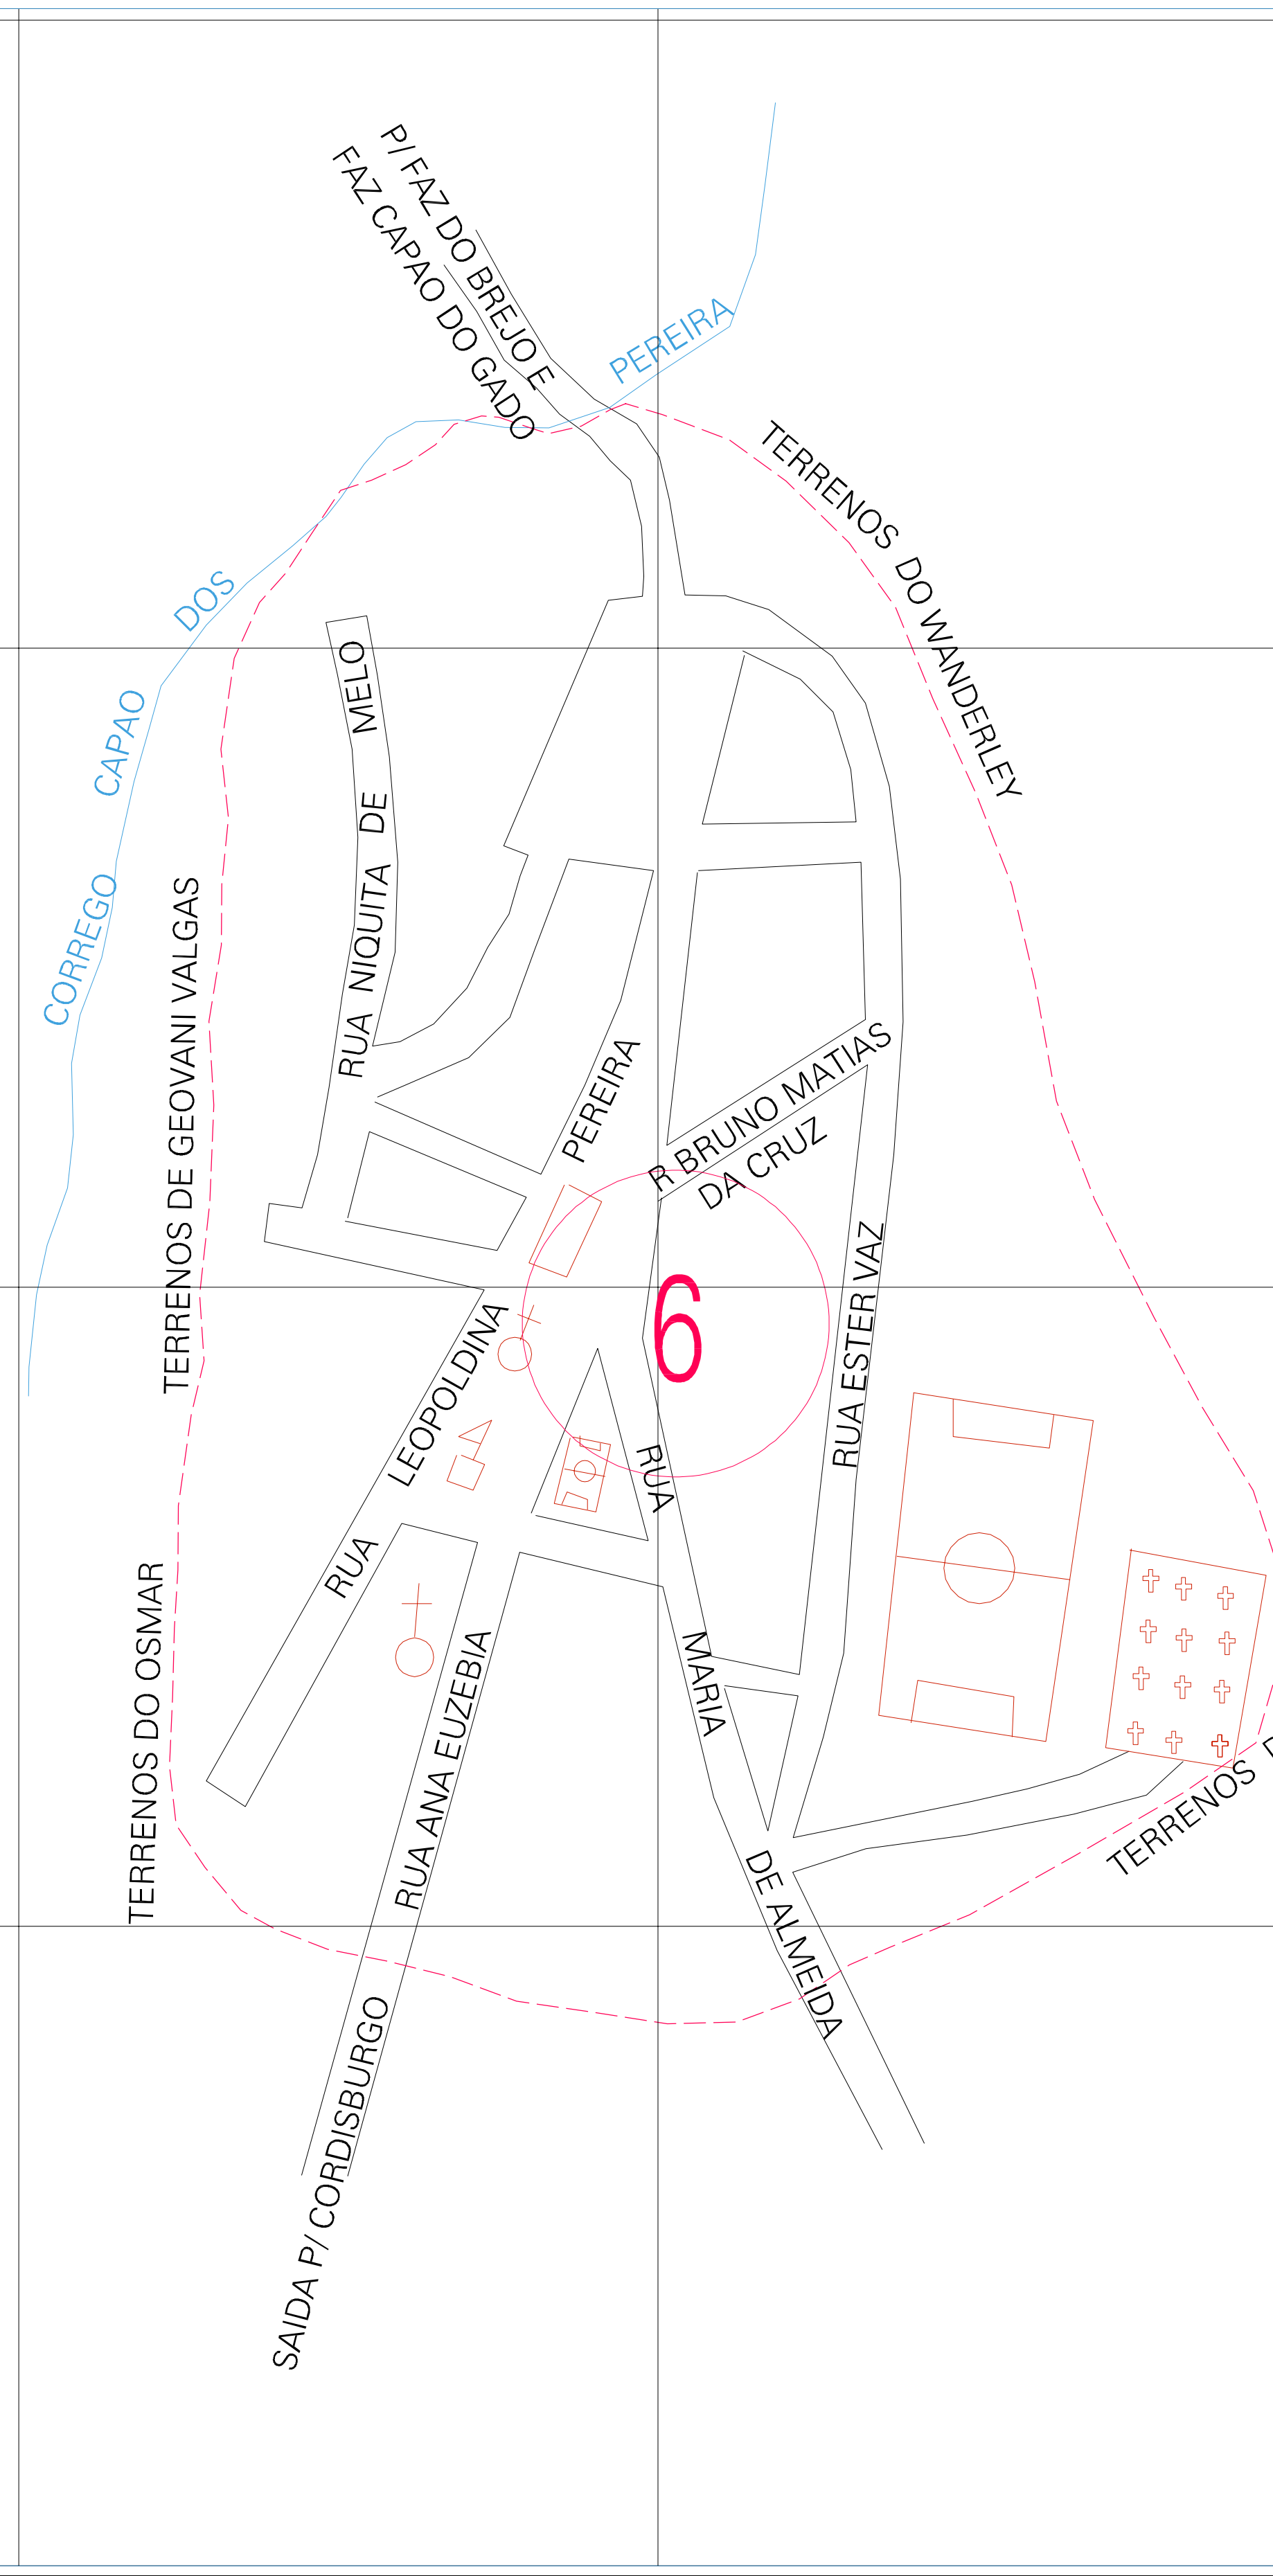 P/ FAZ DO BREJO E
FAZ CAPAO DO GADO
PEREIRA
TERRENOS DO WANDERLEY
DOS
CAPAO
CORREGO
RUA NIQUITA DE MELO
TERRENOS DE GEOVANI VALGAS
PEREIRA
R BRUNO MATIAS
DA CRUZ
RUA ESTER VAZ
6
RUA LEOPOLDINA
RUA MARIA DE ALMEIDA
TERRENOS DO OSMAR
RUA ANA EUZEBIA
TERRENOS
SAIDA P/ CORDISBURGO